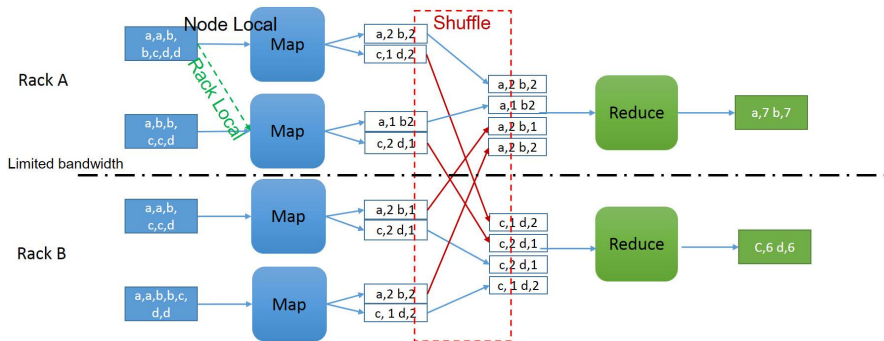 Node Local
Shuffle
a,a,b,
b,c,d,d
Map
a,2 b,2
c,1 d,2
Rack A
Rack Local
a,2 b,2
a,1 b2
a,2 b,1
a,2 b,2
Reduce
a,7 b,7
a,b,b,
c,c,d
Map
a,1 b2
c,2 d,1
Limited bandwidth
a,a,b,
c,c,d
Map
a,2 b,1
c,2 d,1
Rack B
c,1 d,2
c,2 d,1
c,2 d,1
c, 1 d,2
Reduce
C,6 d,6
a,a,b,b,c,
d,d
Map
a,2 b,2
c, 1 d,2